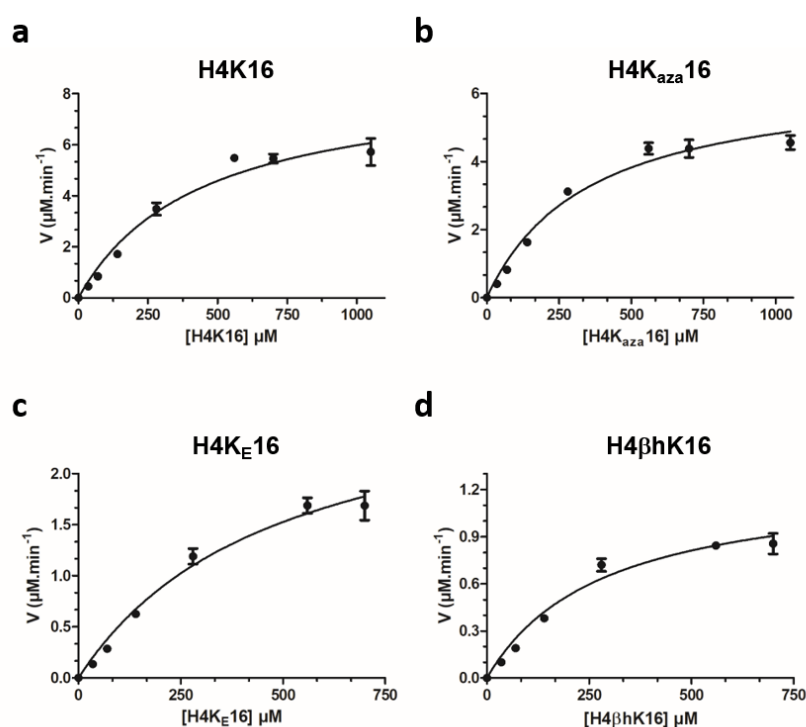 a
H4K16
V (µM.min⁻¹)
8
6
4
2
0
0 250 500 750 1000
[H4K16] µM
b
H4Kaza16
V (µM.min⁻¹)
6
4
2
0
0 250 500 750 1000
[H4Kaza16] µM
c
H4KE16
V (µM.min⁻¹)
2.0
1.5
1.0
0.5
0.0
0 250 500 750
[H4KE16] µM
d
H4βhK16
V (µM.min⁻¹)
1.2
0.9
0.6
0.3
0.0
0 250 500 750
[H4βhK16] µM